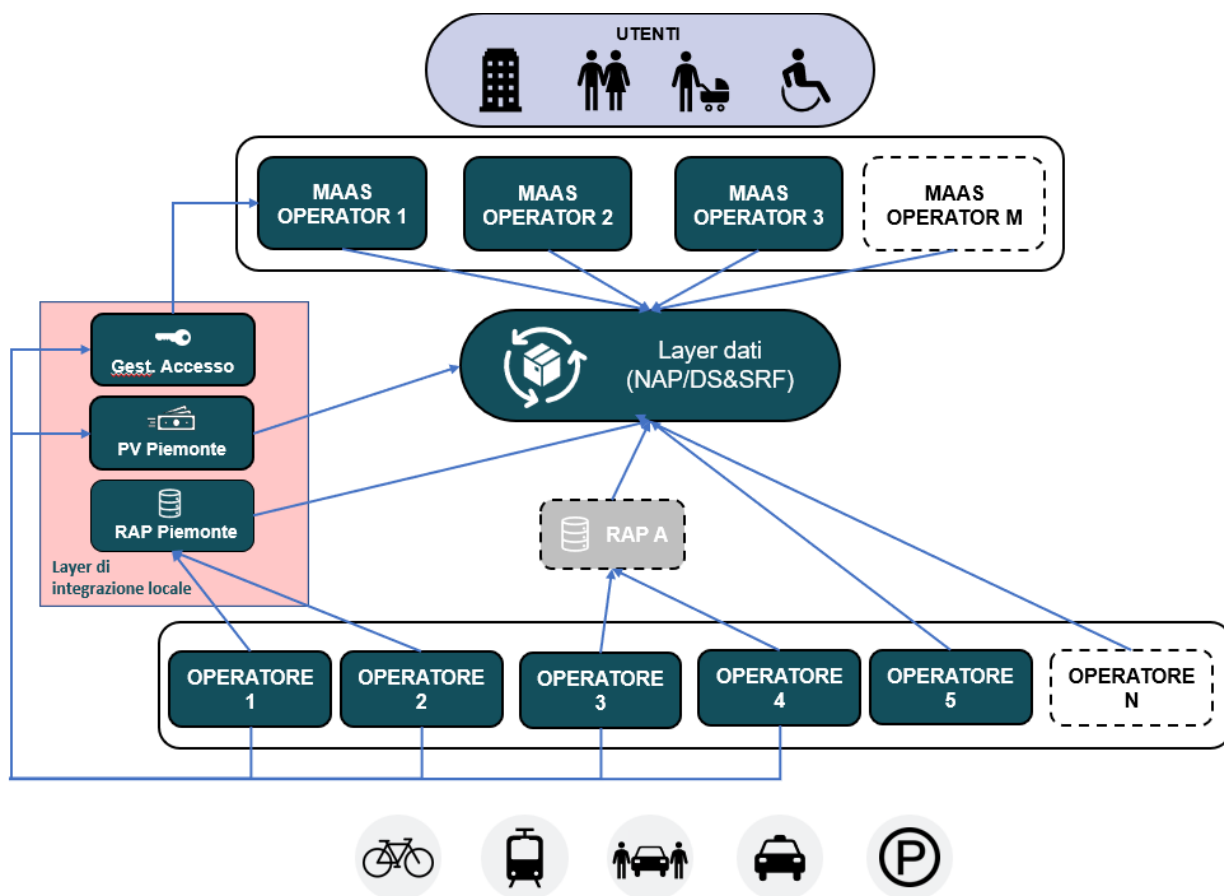 UTENTI
MAAS
OPERATOR 1
MAAS
OPERATOR 2
MAAS
OPERATOR 3
MAAS
OPERATOR M
Gest. Accesso
PV Piemonte
RAP Piemonte
Layer di
integrazione locale
Layer dati
(NAP/DS&SRF)
RAP A
OPERATORE
1
OPERATORE
2
OPERATORE
3
OPERATORE
4
OPERATORE
5
OPERATORE
N
P